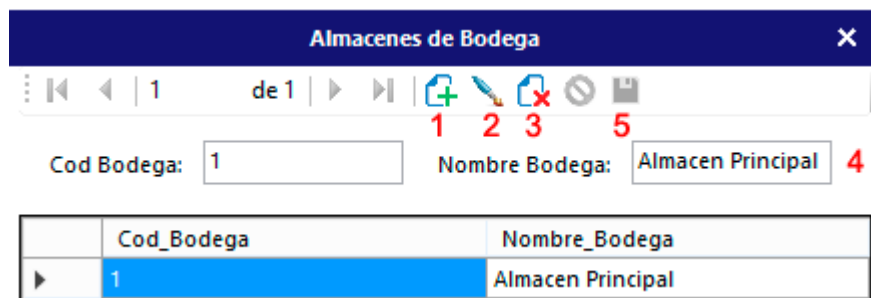 Almacenes de Bodega
1 de 1
1 2 3 5
Cod Bodega: 1 Nombre Bodega: Almacen Principal 4
Cod_Bodega Nombre_Bodega
1 Almacen Principal